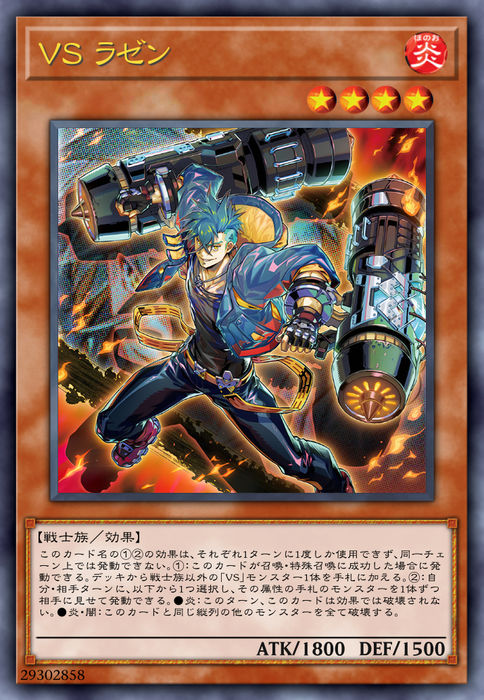 VS ラゼン
ほのお
炎
【戦士族／効果】
このカード名の①②の効果は、それぞれ1ターンに1度しか使用できず、同一チェ
ーン上では発動できない。①：このカードが召喚・特殊召喚に成功した場合に発
動できる。デッキから戦士族以外の「VS」モンスター1体を手札に加える。②：自
分・相手ターンに、以下から1つ選択し、その属性の手札のモンスターを1体ずつ
相手に見せて発動できる。●炎：このターン、このカードは効果では破壊されな
い。●炎・闇：このカードと同じ縦列の他のモンスターを全て破壊する。
ATK/1800 DEF/1500
29302858